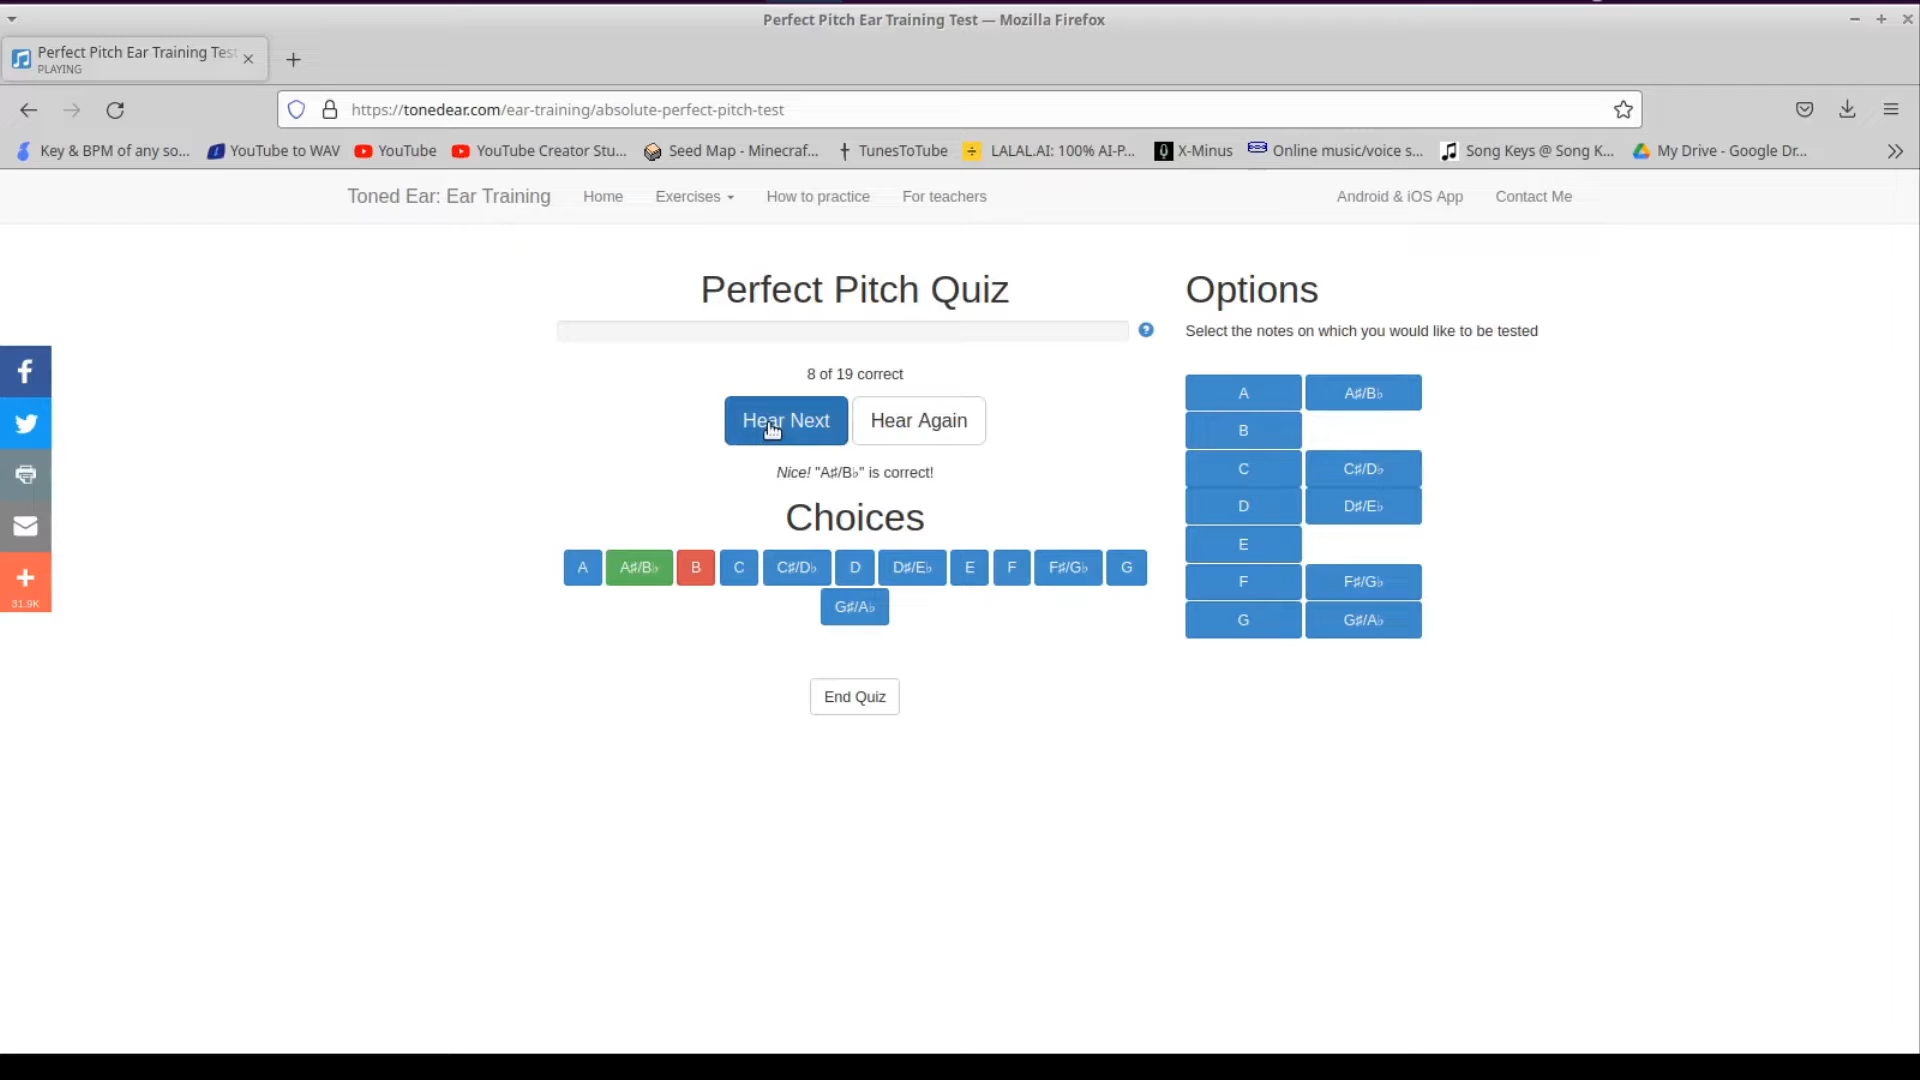 Perfect Pitch Ear Training Test — Mozilla Firefox
Perfect Pitch Ear Training Test
PLAYING
https://tonedear.com/ear-training/absolute-perfect-pitch-test
Key & BPM of any so... YouTube to WAV YouTube YouTube Creator Stu... Seed Map - Minecraf... TunesToTube LALAL.AI: 100% AI-P... X-Minus Online music/voice s... Song Keys @ Song K... My Drive - Google Dr...
Toned Ear: Ear Training Home Exercises How to practice For teachers Android & iOS App Contact Me
Perfect Pitch Quiz
8 of 19 correct
Hear Next Hear Again
Nice! "A♯/B♭" is correct!
Choices
A A♯/B♭ B C C♯/D♭ D D♯/E♭ E F F♯/G♭ G
G♯/A♭
End Quiz
Options
Select the notes on which you would like to be tested
A A♯/B♭
B
C C♯/D♭
D D♯/E♭
E
F F♯/G♭
G G♯/A♭
31.9K